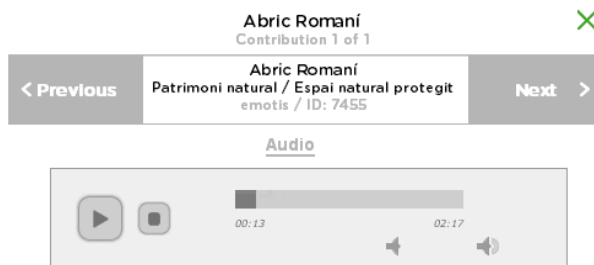 Abric Romaní
Contribution 1 of 1
< Previous
Abric Romaní
Patrimoni natural / Espai natural protegit
emotis / ID: 7455
Next >
Audio
00:13
02:17